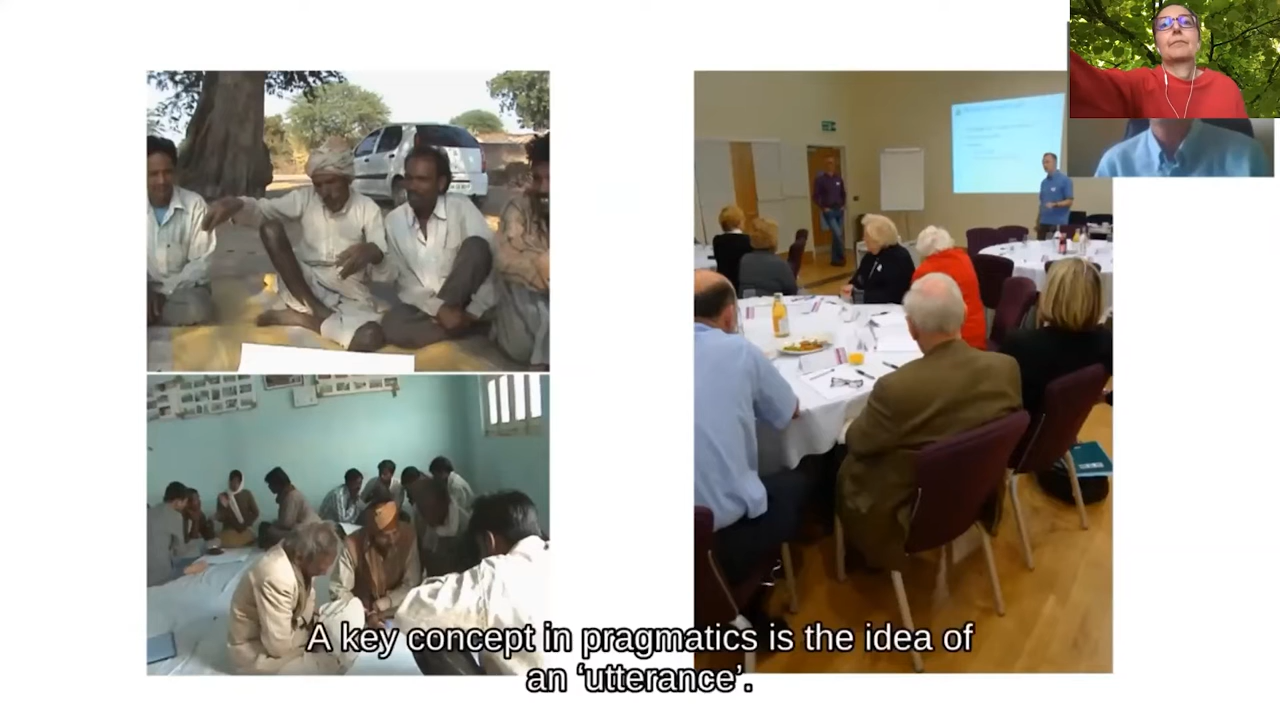 A key concept in pragmatics is the idea of
an ‘utterance’.